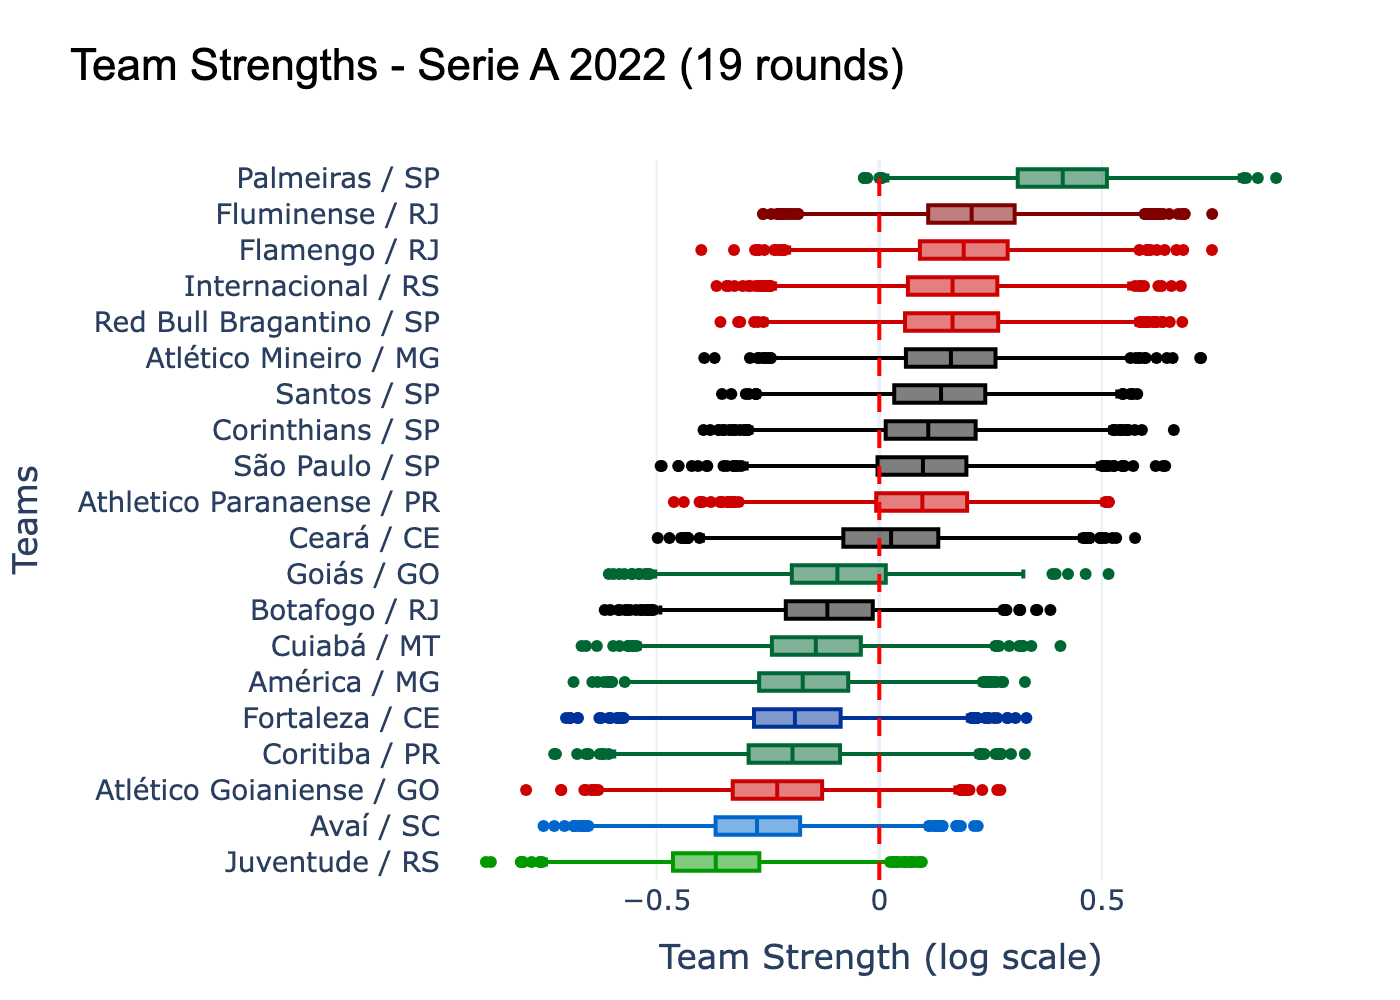 Team Strengths - Serie A 2022 (19 rounds)
Palmeiras / SP
Fluminense / RJ
Flamengo / RJ
Internacional / RS
Red Bull Bragantino / SP
Atlético Mineiro / MG
Santos / SP
Corinthians / SP
São Paulo / SP
Athletico Paranaense / PR
Ceará / CE
Goiás / GO
Botafogo / RJ
Cuiabá / MT
América / MG
Fortaleza / CE
Coritiba / PR
Atlético Goianiense / GO
Avaí / SC
Juventude / RS
Teams
−0.5 0 0.5
Team Strength (log scale)